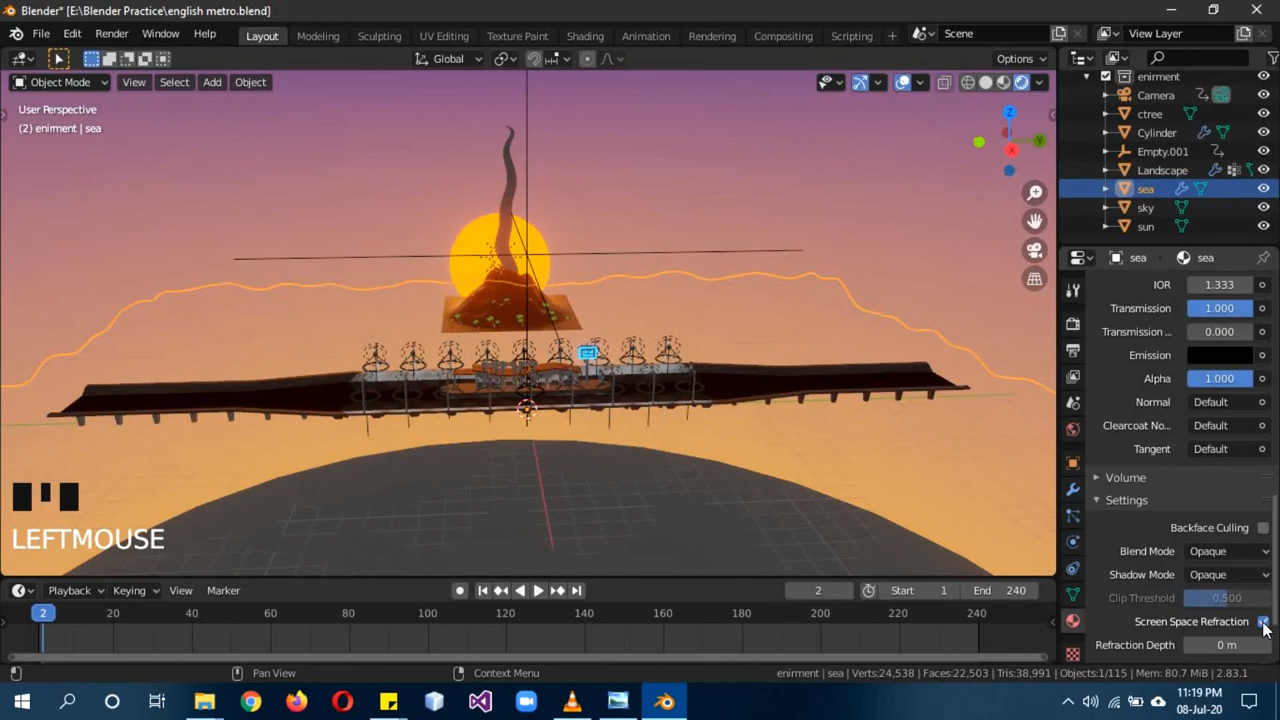 Blender* [E:\Blender Practice\english metro.blend]
File Edit Render Window Help Layout Modeling Sculpting UV Editing Texture Paint Shading Animation Rendering Compositing Scripting Scene View Layer
Global Options
Object Mode View Select Add Object
User Perspective
(2) enirment | sea
Z
Y
X
LEFTMOUSE
enirment
Camera
ctree
Cylinder
Empty.001
Landscape
sea
sky
sun
sea sea
IOR 1.333
Transmission 1.000
Transmission ... 0.000
Emission
Alpha 1.000
Normal Default
Clearcoat No... Default
Tangent Default
Volume
Settings
Backface Culling
Blend Mode Opaque
Shadow Mode Opaque
Clip Threshold 0.500
Screen Space Refraction
Refraction Depth 0 m
Playback Keying View Marker 2 Start 1 End 240
2 20 40 60 80 100 120 140 160 180 200 220 240
Pan View Context Menu enirment | sea | Verts:24,538 | Faces:22,503 | Tris:38,991 | Objects:1/115 | Mem: 80.7 MiB | 2.83.1
11:19 PM
08-Jul-20